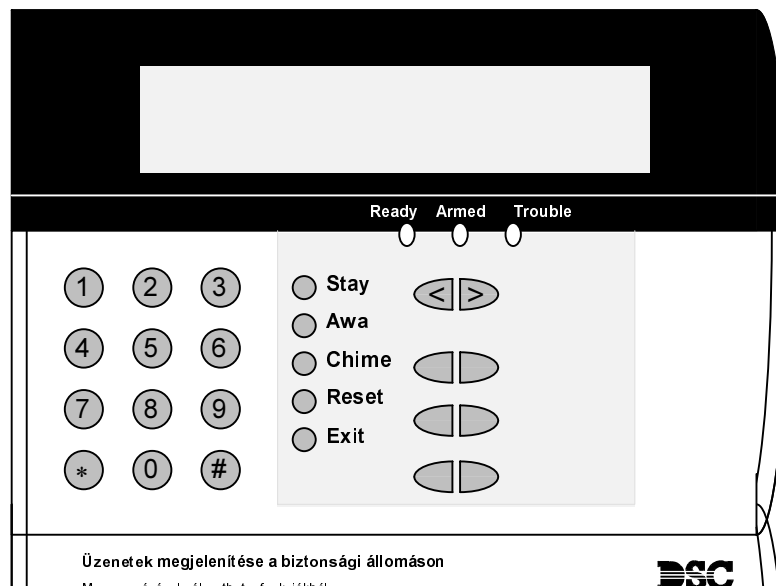 Ready Armed Trouble
1 2 3
4 5 6
7 8 9
* 0 #
Stay
Awa
Chime
Reset
Exit
< >
Üzenetek megjelenítése a biztonsági állomáson
DSC